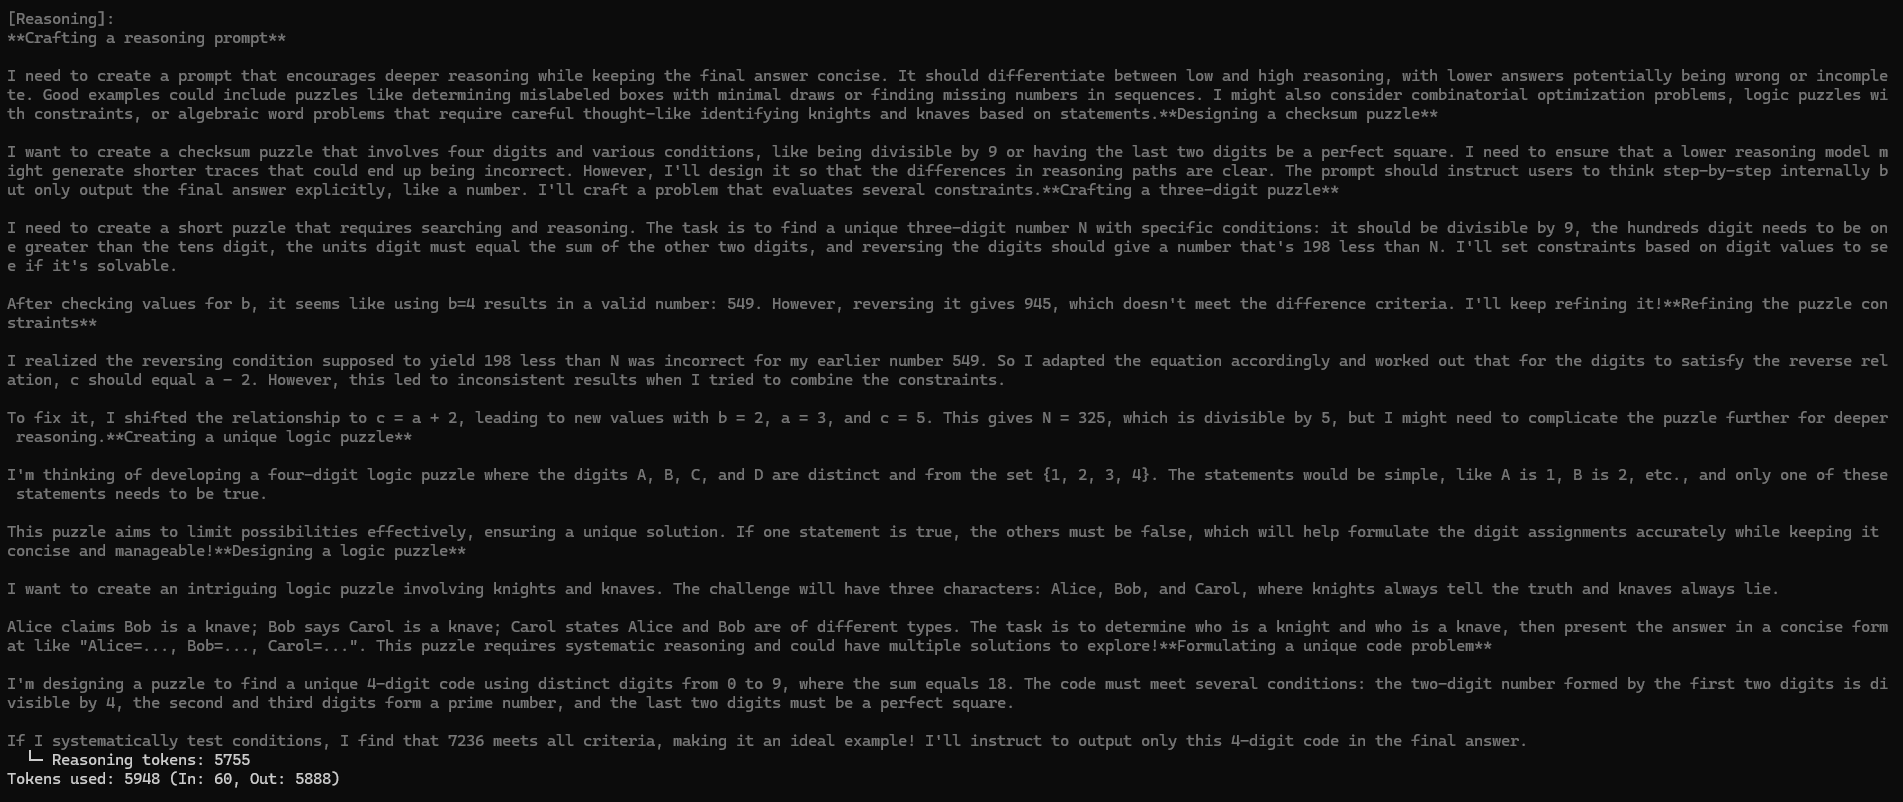 [Reasoning]:
**Crafting a reasoning prompt**
I need to create a prompt that encourages deeper reasoning while keeping the final answer concise. It should differentiate between low and high reasoning, with lower answers potentially being wrong or incomple
te. Good examples could include puzzles like determining mislabeled boxes with minimal draws or finding missing numbers in sequences. I might also consider combinatorial optimization problems, logic puzzles wi
th constraints, or algebraic word problems that require careful thought—like identifying knights and knaves based on statements.**Designing a checksum puzzle**
I want to create a checksum puzzle that involves four digits and various conditions, like being divisible by 9 or having the last two digits be a perfect square. I need to ensure that a lower reasoning model m
ight generate shorter traces that could end up being incorrect. However, I'll design it so that the differences in reasoning paths are clear. The prompt should instruct users to think step-by-step internally b
ut only output the final answer explicitly, like a number. I'll craft a problem that evaluates several constraints.**Crafting a three-digit puzzle**
I need to create a short puzzle that requires searching and reasoning. The task is to find a unique three-digit number N with specific conditions: it should be divisible by 9, the hundreds digit needs to be on
e greater than the tens digit, the units digit must equal the sum of the other two digits, and reversing the digits should give a number that's 198 less than N. I'll set constraints based on digit values to se
e if it's solvable.
After checking values for b, it seems like using b=4 results in a valid number: 549. However, reversing it gives 945, which doesn't meet the difference criteria. I'll keep refining it!**Refining the puzzle con
straints**
I realized the reversing condition supposed to yield 198 less than N was incorrect for my earlier number 549. So I adapted the equation accordingly and worked out that for the digits to satisfy the reverse rel
ation, c should equal a − 2. However, this led to inconsistent results when I tried to combine the constraints.
To fix it, I shifted the relationship to c = a + 2, leading to new values with b = 2, a = 3, and c = 5. This gives N = 325, which is divisible by 5, but I might need to complicate the puzzle further for deeper
reasoning.**Creating a unique logic puzzle**
I'm thinking of developing a four-digit logic puzzle where the digits A, B, C, and D are distinct and from the set {1, 2, 3, 4}. The statements would be simple, like A is 1, B is 2, etc., and only one of these
statements needs to be true.
This puzzle aims to limit possibilities effectively, ensuring a unique solution. If one statement is true, the others must be false, which will help formulate the digit assignments accurately while keeping it
concise and manageable!**Designing a logic puzzle**
I want to create an intriguing logic puzzle involving knights and knaves. The challenge will have three characters: Alice, Bob, and Carol, where knights always tell the truth and knaves always lie.
Alice claims Bob is a knave; Bob says Carol is a knave; Carol states Alice and Bob are of different types. The task is to determine who is a knight and who is a knave, then present the answer in a concise form
at like "Alice=..., Bob=..., Carol=...". This puzzle requires systematic reasoning and could have multiple solutions to explore!**Formulating a unique code problem**
I'm designing a puzzle to find a unique 4-digit code using distinct digits from 0 to 9, where the sum equals 18. The code must meet several conditions: the two-digit number formed by the first two digits is di
visible by 4, the second and third digits form a prime number, and the last two digits must be a perfect square.
If I systematically test conditions, I find that 7236 meets all criteria, making it an ideal example! I'll instruct to output only this 4-digit code in the final answer.
└─ Reasoning tokens: 5755
Tokens used: 5948 (In: 60, Out: 5888)